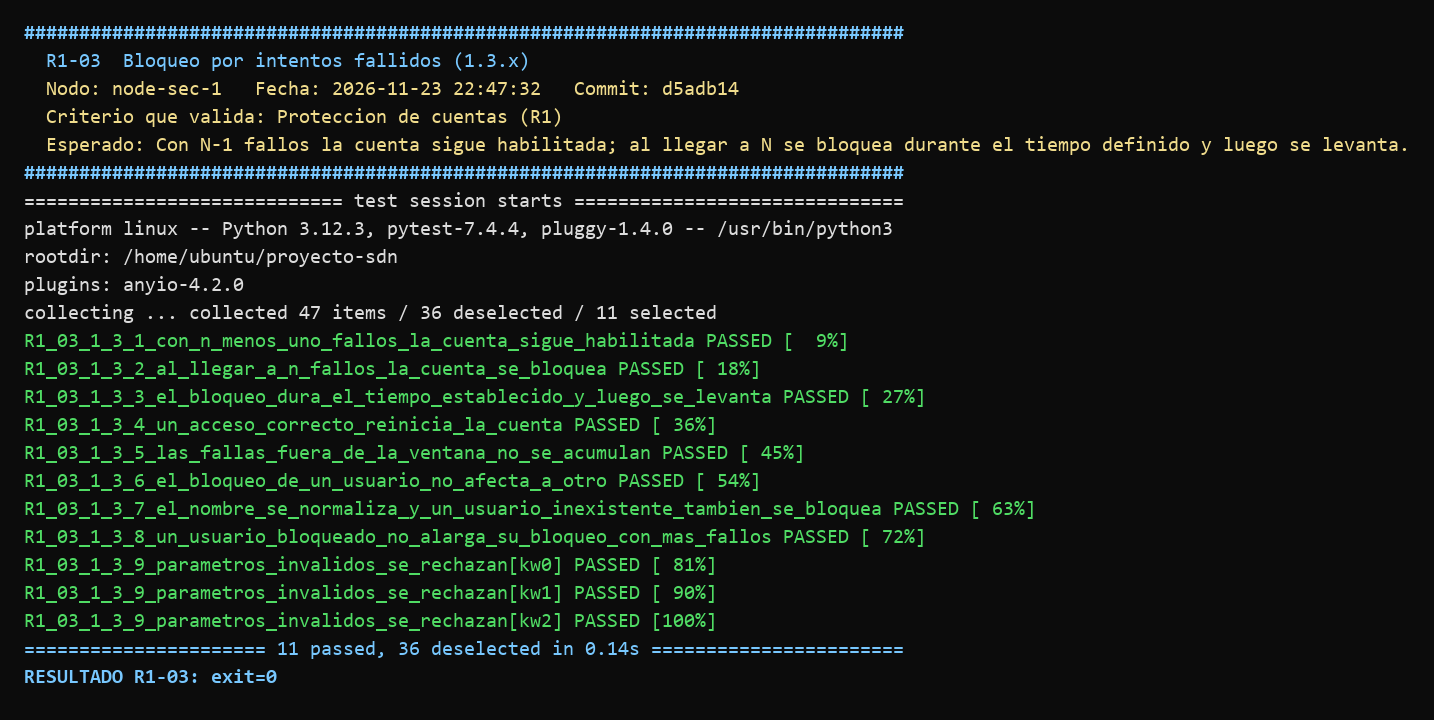 ################################################################################
  R1-03  Bloqueo por intentos fallidos (1.3.x)
  Nodo: node-sec-1   Fecha: 2026-11-23 22:47:32   Commit: d5adb14
  Criterio que valida: Proteccion de cuentas (R1)
  Esperado: Con N-1 fallos la cuenta sigue habilitada; al llegar a N se bloquea durante el tiempo definido y luego se levanta.
################################################################################
============================= test session starts ==============================
platform linux -- Python 3.12.3, pytest-7.4.4, pluggy-1.4.0 -- /usr/bin/python3
rootdir: /home/ubuntu/proyecto-sdn
plugins: anyio-4.2.0
collecting ... collected 47 items / 36 deselected / 11 selected
R1_03_1_3_1_con_n_menos_uno_fallos_la_cuenta_sigue_habilitada PASSED [  9%]
R1_03_1_3_2_al_llegar_a_n_fallos_la_cuenta_se_bloquea PASSED [ 18%]
R1_03_1_3_3_el_bloqueo_dura_el_tiempo_establecido_y_luego_se_levanta PASSED [ 27%]
R1_03_1_3_4_un_acceso_correcto_reinicia_la_cuenta PASSED [ 36%]
R1_03_1_3_5_las_fallas_fuera_de_la_ventana_no_se_acumulan PASSED [ 45%]
R1_03_1_3_6_el_bloqueo_de_un_usuario_no_afecta_a_otro PASSED [ 54%]
R1_03_1_3_7_el_nombre_se_normaliza_y_un_usuario_inexistente_tambien_se_bloquea PASSED [ 63%]
R1_03_1_3_8_un_usuario_bloqueado_no_alarga_su_bloqueo_con_mas_fallos PASSED [ 72%]
R1_03_1_3_9_parametros_invalidos_se_rechazan[kw0] PASSED [ 81%]
R1_03_1_3_9_parametros_invalidos_se_rechazan[kw1] PASSED [ 90%]
R1_03_1_3_9_parametros_invalidos_se_rechazan[kw2] PASSED [100%]
====================== 11 passed, 36 deselected in 0.14s =======================
RESULTADO R1-03: exit=0